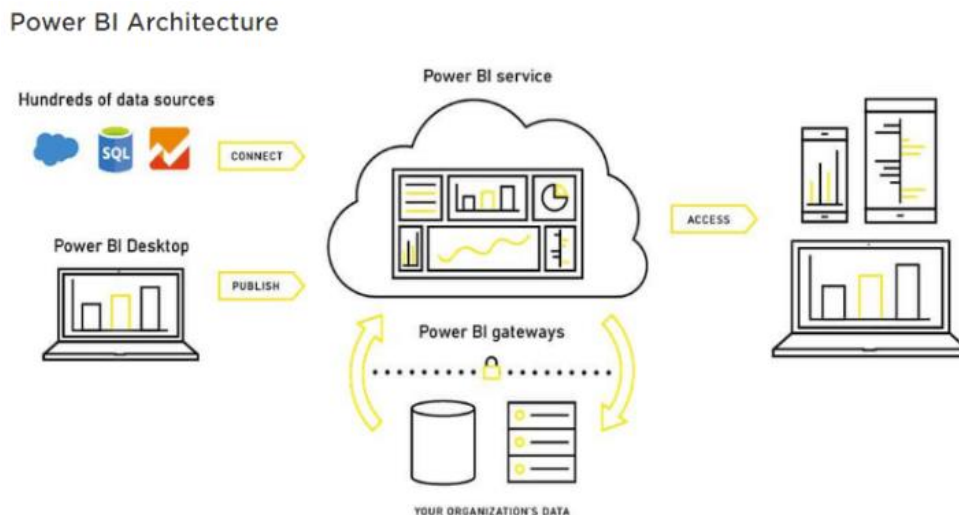 Power BI Architecture
Power BI service
Hundreds of data sources
SQL
CONNECT
ACCESS
Power BI Desktop
PUBLISH
Power BI gateways
YOUR ORGANIZATION'S DATA